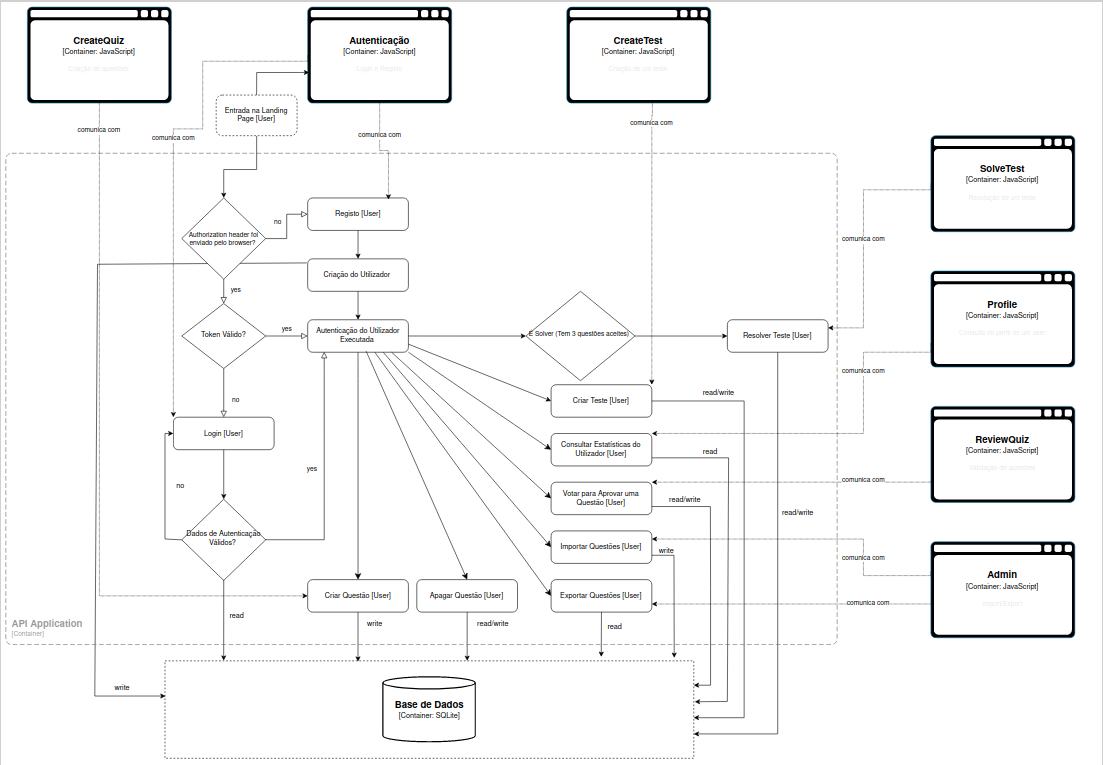 CreateQuiz
[Container: JavaScript]
Criação de questões
Autenticação
[Container: JavaScript]
Login e Registo
CreateTest
[Container: JavaScript]
Criação de um teste
Entrada na Landing
Page [User]
comunica com
comunica com
comunica com
comunica com
SolveTest
[Container: JavaScript]
Resolução de um teste
comunica com
Authorization header foi
enviado pelo browser?
no
Registo [User]
Criação do Utilizador
yes
Token Válido?
yes
Autenticação do Utilizador
Executada
É Solver (Tem 3 questões aceites)
Resolver Teste [User]
Profile
[Container: JavaScript]
Consulta do perfil de um user
comunica com
no
Criar Teste [User]
read/write
Login [User]
Consultar Estatísticas do
Utilizador [User]
read
ReviewQuiz
[Container: JavaScript]
Validação de questões
comunica com
yes
no
Votar para Aprovar uma
Questão [User]
read/write
read/write
Dados de Autenticação
Válidos?
Importar Questões [User]
write
comunica com
Admin
[Container: JavaScript]
Import/Export
comunica com
Criar Questão [User]
Apagar Questão [User]
Exportar Questões [User]
read
write
read/write
read
API Application
[Container]
write
Base de Dados
[Container: SQLite]